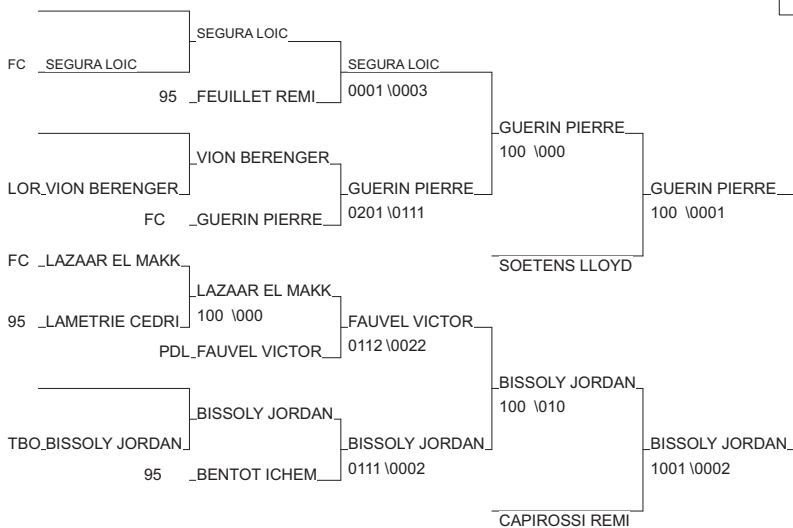 SEGURA LOIC
FC SEGURA LOIC SEGURA LOIC
95 FEUILLET REMI 0001 \0003
GUERIN PIERRE
100 \000
VION BERENGER
LOR VION BERENGER GUERIN PIERRE GUERIN PIERRE
0201 \0111 100 \0001
FC GUERIN PIERRE
FC LAZAAR EL MAKK
SOETENS LLOYD
LAZAAR EL MAKK
95 LAMETRIE CEDRI 100 \000 FAUVEL VICTOR
0112 \0022
PDL FAUVEL VICTOR
BISSOLY JORDAN
100 \010
BISSOLY JORDAN
TBO BISSOLY JORDAN BISSOLY JORDAN BISSOLY JORDAN
0111 \0002 1001 \0002
95 BENTOT ICHEM
CAPIROSSI REMI